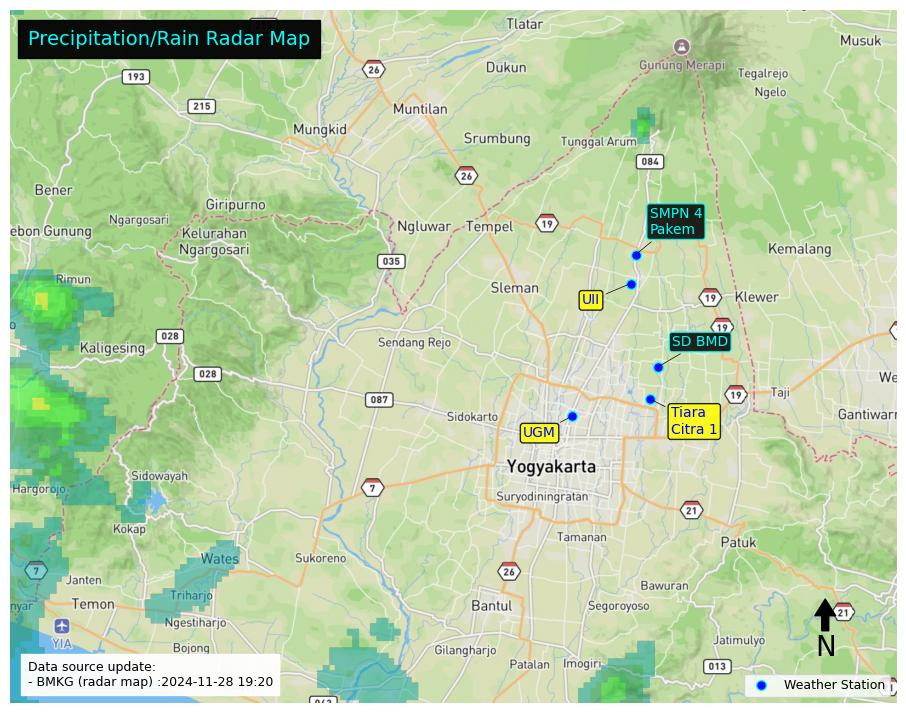 Precipitation/Rain Radar Map
Tlatar
Musuk
Gunung Merapi
26
Dukun
Tegalrejo
193
Ngelo
215
Muntilan
Mungkid
Srumbung
Tunggal Arum
084
26
Bener
Giripurno
SMPN 4
Pakem
Ngargosari
Kelurahan
Ngargosari
Ngluwar
Tempel
19
ebon Gunung
Kemalang
035
Rimun
Sleman
UII
19
Klewer
19
028
Kaligesing
Sendang Rejo
SD BMD
028
We
087
19
Taji
Sidokarto
Tiara
Citra 1
Gantiwarn
UGM
Yogyakarta
Sidowayah
Hargorojo
7
Suryodiningratan
21
Kokap
Tamanan
Patuk
Wates
Sukoreno
7
26
Janten
Bawuran
Triharjo
nyar
Temon
Bantul
Segoroyoso
21
Ngestiharjo
YIA
N
Bojong
Gilangharjo
Jatimulyo
Patalan
Imogiri
013
Data source update:
- BMKG (radar map) :2024-11-28 19:20
Weather Station